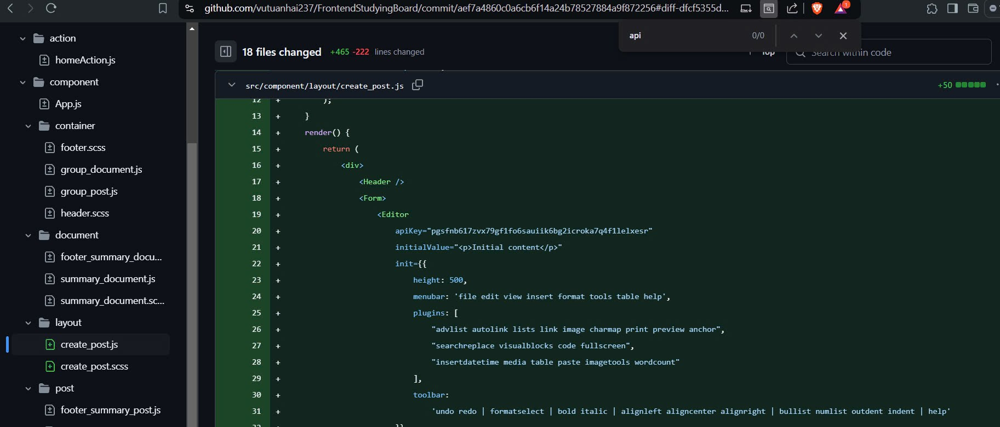 github.com/vutuanhai237/FrontendStudyingBoard/commit/aef7a4860c0a6cb6f14a24b78527884a9f872256#diff-dfcf5355d...
1
api
0/0
action
homeAction.js
component
App.js
container
footer.scss
group_document.js
group_post.js
header.scss
document
footer_summary_docu...
summary_document.js
summary_document.sc...
layout
create_post.js
create_post.scss
post
footer_summary_post.js
18 files changed +465 -222 lines changed
Top
Search within code
src/component/layout/create_post.js
+50
12 + );
13 + }
14 + render() {
15 + return (
16 + <div>
17 + <Header />
18 + <Form>
19 + <Editor
20 + apiKey="pgsfnb617zvx79gf1fo6sauiik6bg2icroka7q4f1lelxesr"
21 + initialValue="<p>Initial content</p>"
22 + init={{
23 + height: 500,
24 + menubar: 'file edit view insert format tools table help',
25 + plugins: [
26 + "advlist autolink lists link image charmap print preview anchor",
27 + "searchreplace visualblocks code fullscreen",
28 + "insertdatetime media table paste imagetools wordcount"
29 + ],
30 + toolbar:
31 + 'undo redo | formatselect | bold italic | alignleft aligncenter alignright | bullist numlist outdent indent | help'
32 + }}